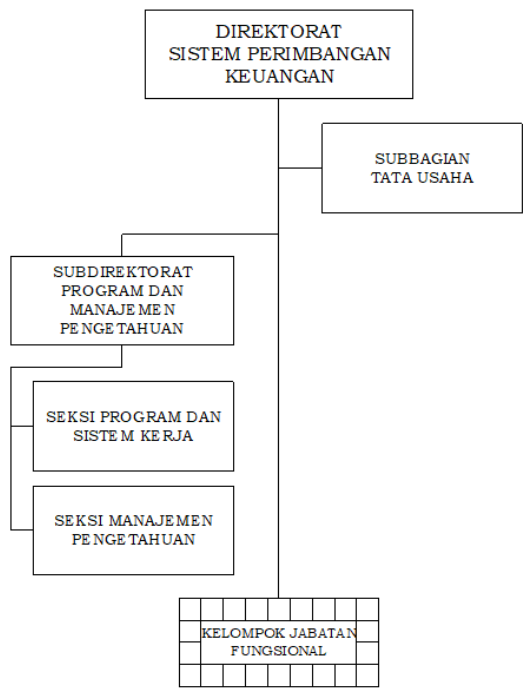 DIREKTORAT
SISTEM PERIMBANGAN
KEUANGAN
SUBBAGIAN
TATA USAHA
SUBDIREKTORAT
PROGRAM DAN
MANAJEMEN
PENGETAHUAN
SEKSI PROGRAM DAN
SISTEM KERJA
SEKSI MANAJEMEN
PENGETAHUAN
KELOMPOK JABATAN
FUNGSIONAL